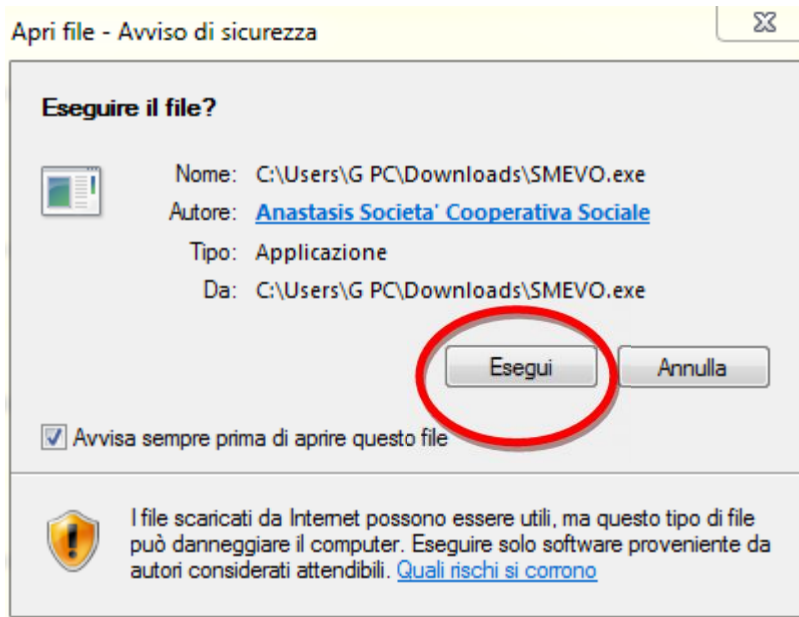 Apri file - Avviso di sicurezza
Eseguire il file?
Nome: C:\Users\G PC\Downloads\SMEVO.exe
Autore: Anastasis Societa' Cooperativa Sociale
Tipo: Applicazione
Da: C:\Users\G PC\Downloads\SMEVO.exe
Esegui Annulla
Avvisa sempre prima di aprire questo file
I file scaricati da Internet possono essere utili, ma questo tipo di file
può danneggiare il computer. Eseguire solo software proveniente da
autori considerati attendibili. Quali rischi si corrono